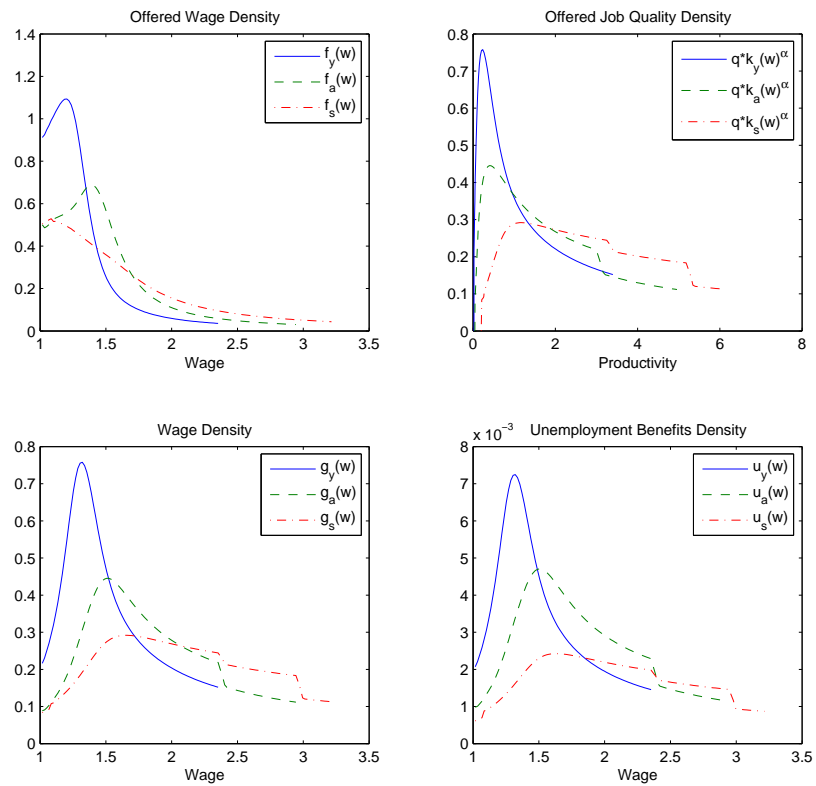 Offered Wage Density
1.4
1.2
1
0.8
0.6
0.4
0.2
0
1 1.5 2 2.5 3 3.5
Wage
f_y(w)
f_a(w)
f_s(w)
Offered Job Quality Density
0.8
0.7
0.6
0.5
0.4
0.3
0.2
0.1
0
0 2 4 6 8
Productivity
q*k_y(w)^α
q*k_a(w)^α
q*k_s(w)^α
Wage Density
0.8
0.7
0.6
0.5
0.4
0.3
0.2
0.1
0
1 1.5 2 2.5 3 3.5
Wage
g_y(w)
g_a(w)
g_s(w)
Unemployment Benefits Density
x 10^-3
8
7
6
5
4
3
2
1
0
1 1.5 2 2.5 3 3.5
Wage
u_y(w)
u_a(w)
u_s(w)